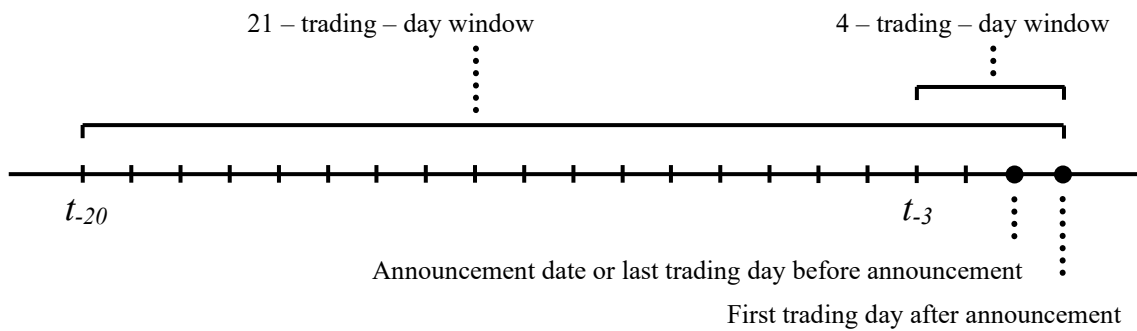 21 – trading – day window
4 – trading – day window
t-20
t-3
Announcement date or last trading day before announcement
First trading day after announcement